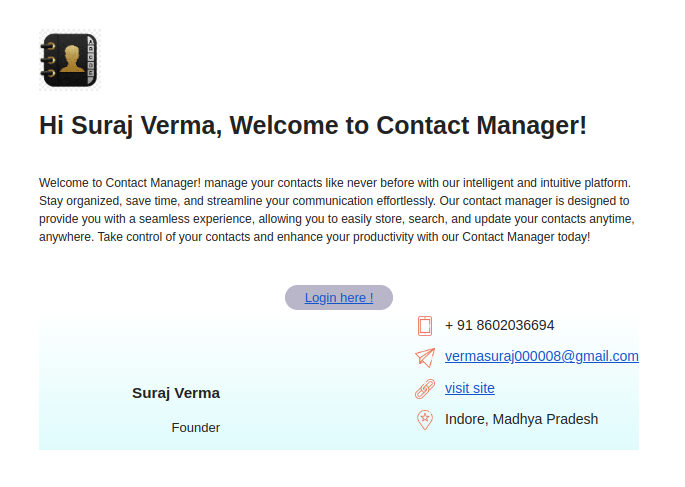 Hi Suraj Verma, Welcome to Contact Manager!
Welcome to Contact Manager! manage your contacts like never before with our intelligent and intuitive platform.
Stay organized, save time, and streamline your communication effortlessly. Our contact manager is designed to
provide you with a seamless experience, allowing you to easily store, search, and update your contacts anytime,
anywhere. Take control of your contacts and enhance your productivity with our Contact Manager today!
Login here !
+ 91 8602036694
vermasuraj000008@gmail.com
visit site
Indore, Madhya Pradesh
Suraj Verma
Founder